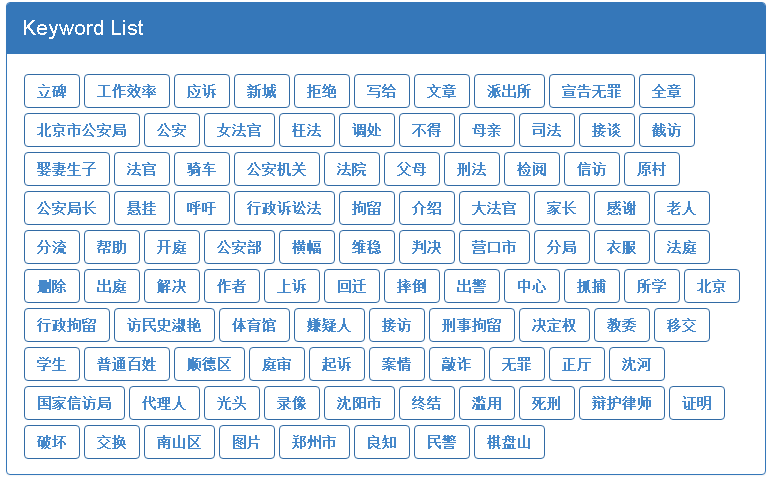 Keyword List
立碑 工作效率 应诉 新城 拒绝 写给 文章 派出所 宣告无罪 全章
北京市公安局 公安 女法官 枉法 调处 不得 母亲 司法 接谈 截访
娶妻生子 法官 骑车 公安机关 法院 父母 刑法 检阅 信访 原村
公安局长 悬挂 呼吁 行政诉讼法 拘留 介绍 大法官 家长 感谢 老人
分流 帮助 开庭 公安部 横幅 维稳 判决 营口市 分局 衣服 法庭
删除 出庭 解决 作者 上诉 回迁 摔倒 出警 中心 抓捕 所学 北京
行政拘留 访民史淑艳 体育馆 嫌疑人 接访 刑事拘留 决定权 教委 移交
学生 普通百姓 顺德区 庭审 起诉 案情 敲诈 无罪 正厅 沈河
国家信访局 代理人 光头 录像 沈阳市 终结 滥用 死刑 辩护律师 证明
破坏 交换 南山区 图片 郑州市 良知 民警 棋盘山